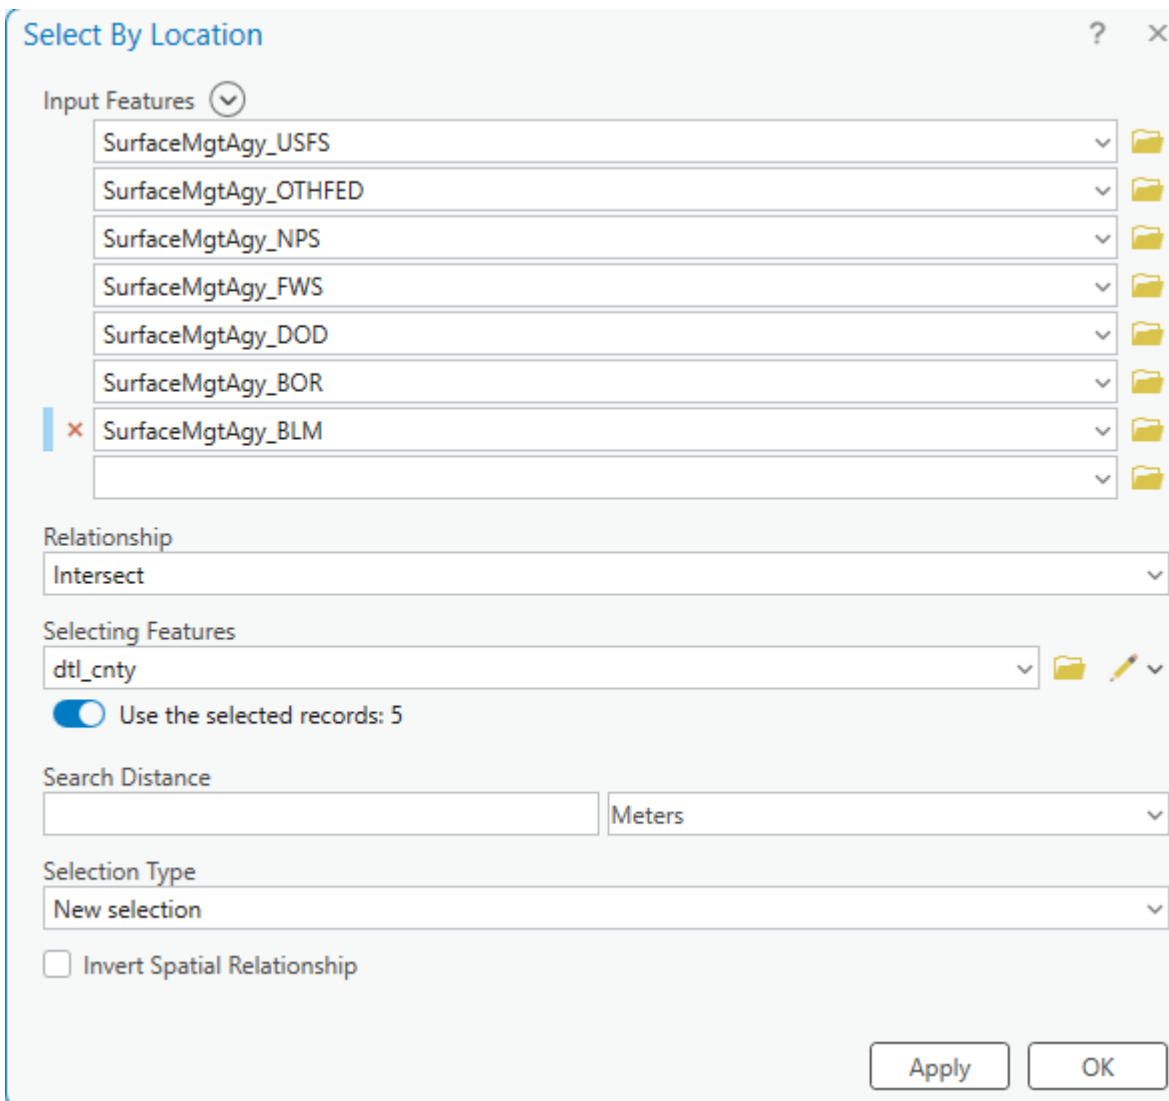 Select By Location ? ×
Input Features
SurfaceMgtAgy_USFS
SurfaceMgtAgy_OTHFED
SurfaceMgtAgy_NPS
SurfaceMgtAgy_FWS
SurfaceMgtAgy_DOD
SurfaceMgtAgy_BOR
SurfaceMgtAgy_BLM
Relationship
Intersect
Selecting Features
dtl_cnty
Use the selected records: 5
Search Distance
Meters
Selection Type
New selection
Invert Spatial Relationship
Apply OK